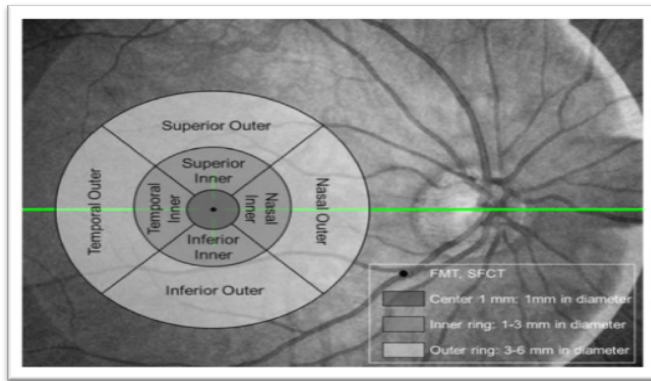 Superior Outer
Superior
Inner
Temporal Outer
Temporal
Inner
Nasal
Inner
Nasal Outer
Inferior
Inner
Inferior Outer
FMT, SFCT
Center 1 mm: 1mm in diameter
Inner ring: 1-3 mm in diameter
Outer ring: 3-6 mm in diameter